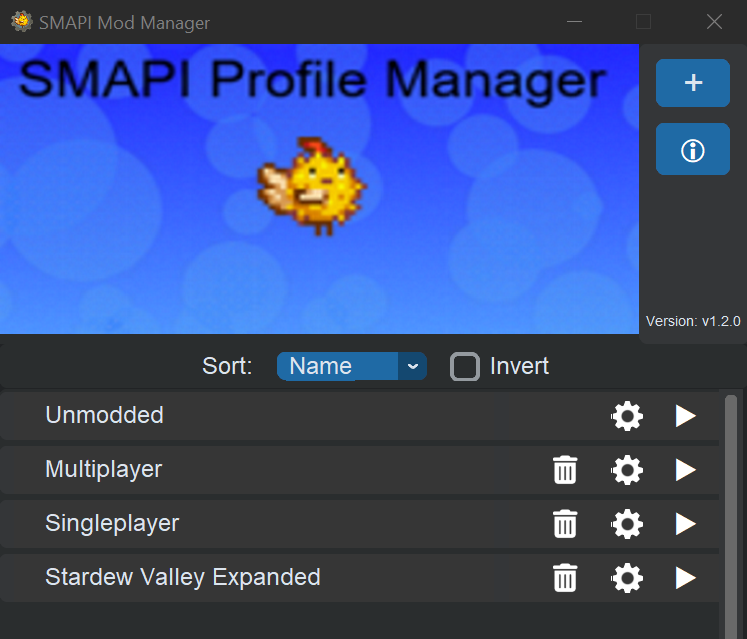 SMAPI Mod Manager
SMAPI Profile Manager
Version: v1.2.0
Sort: Name Invert
Unmodded
Multiplayer
Singleplayer
Stardew Valley Expanded